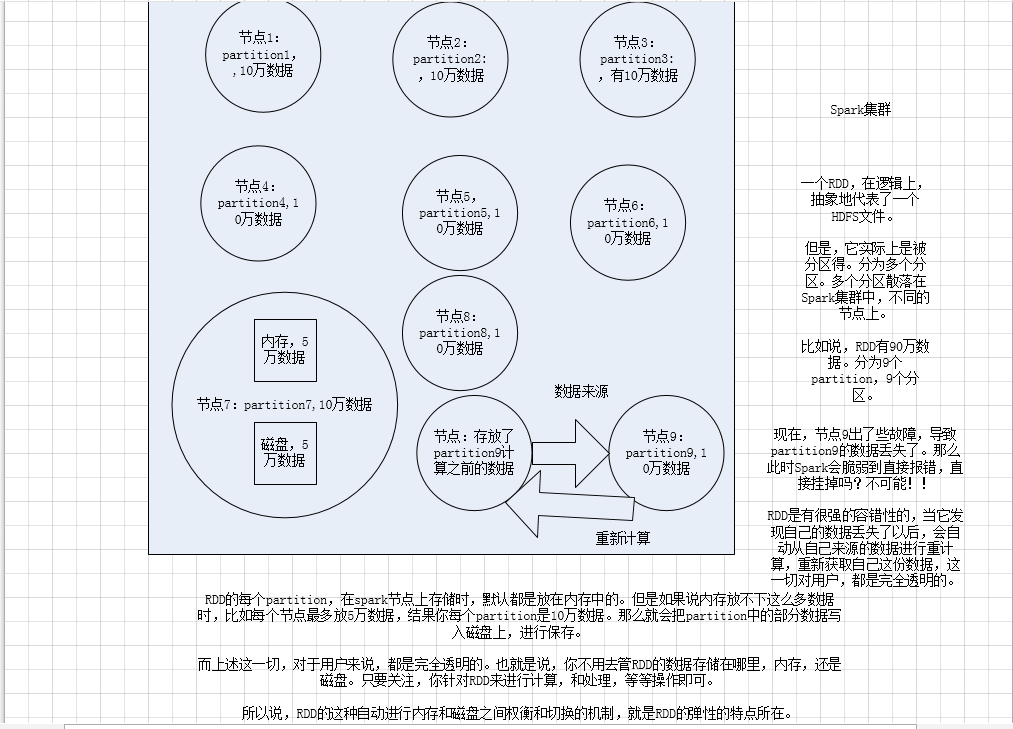 节点1:
partition1,
,10万数据
节点2:
partition2:
，10万数据
节点3:
partition3:
，有10万数据
Spark集群
节点4:
partition4,1
0万数据
节点5,
partition5,1
0万数据
节点6:
partition6,1
0万数据
一个RDD，在逻辑上，
抽象地代表了一个
HDFS文件。
但是，它实际上是被
分区得。分为多个分
区。多个分区散落在
Spark集群中，不同的
节点上。
比如说，RDD有90万数
据。分为9个
partition，9个分
区。
内存，5
万数据
节点7: partition7,10万数据
磁盘，5
万数据
节点8:
partition8,1
0万数据
数据来源
节点: 存放了
partition9计
算之前的数据
节点9:
partition9,1
0万数据
重新计算
现在，节点9出了些故障，导致
partition9的数据丢失了。那么
此时Spark会脆弱到直接报错，直
接挂掉吗？不可能！！
RDD是有很强的容错性的，当它发
现自己的数据丢失了以后，会自
动从自己来源的数据进行重计
算，重新获取自己这份数据，这
一切对用户，都是完全透明的。
RDD的每个partition，在spark节点上存储时，默认都是放在内存中的。但是如果说内存放不下这么多数据
时，比如每个节点最多放5万数据，结果你每个partition是10万数据。那么就会把partition中的部分数据写
入磁盘上，进行保存。
而上述这一切，对于用户来说，都是完全透明的。也就是说，你不用去管RDD的数据存储在哪里，内存，还是
磁盘。只要关注，你针对RDD来进行计算，和处理，等等操作即可。
所以说，RDD的这种自动进行内存和磁盘之间权衡和切换的机制，就是RDD的弹性的特点所在。